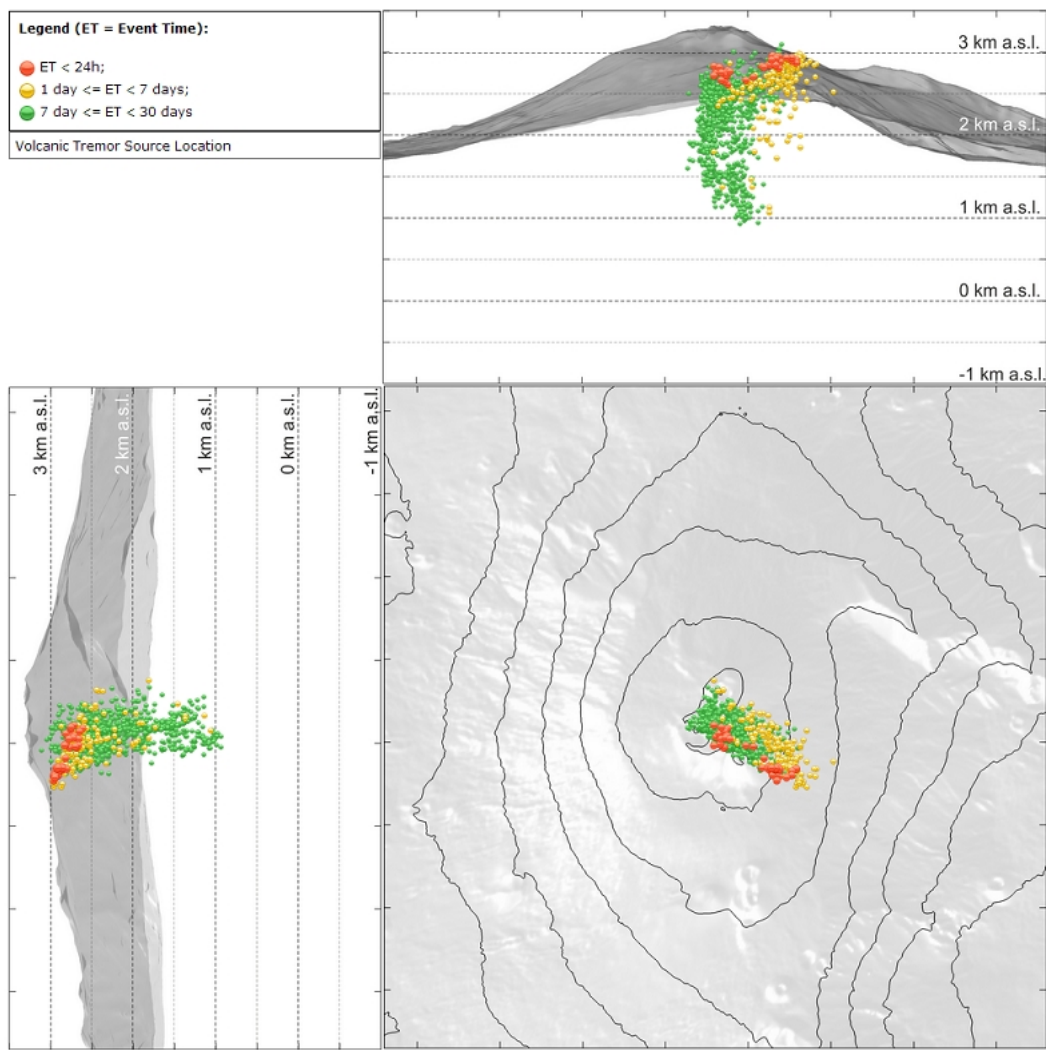 Legend (ET = Event Time):
ET < 24h;
1 day <= ET < 7 days;
7 day <= ET < 30 days
Volcanic Tremor Source Location
3 km a.s.l.
2 km a.s.l.
1 km a.s.l.
0 km a.s.l.
-1 km a.s.l.
3 km a.s.l.
2 km a.s.l.
1 km a.s.l.
0 km a.s.l.
-1 km a.s.l.